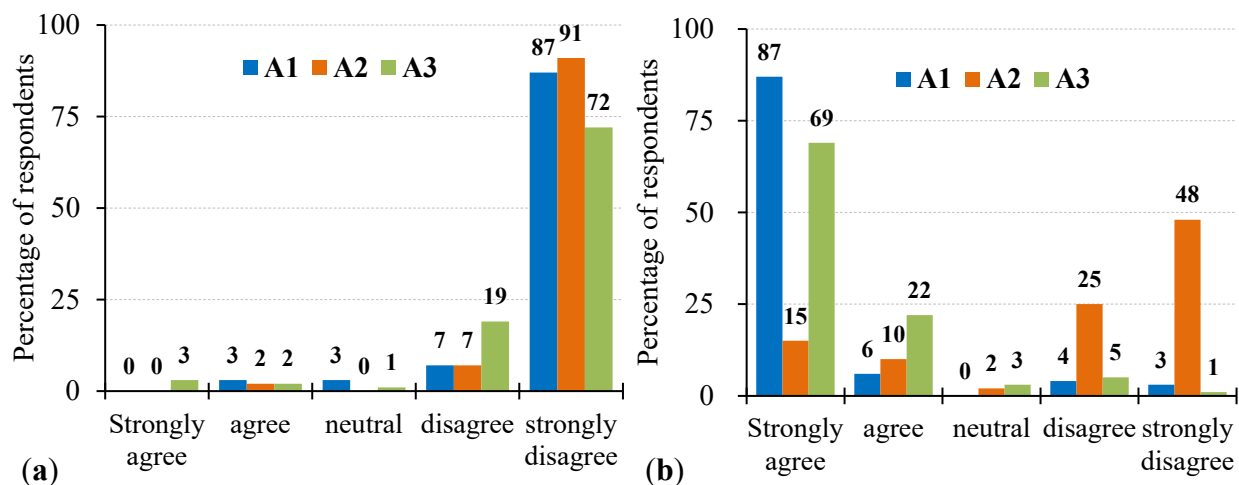 100
75
50
25
0
Percentage of respondents
A1 A2 A3
0 0 3
3 2 2
3 0 1
7 7 19
87 91 72
Strongly agree
agree
neutral
disagree
strongly disagree
(a)
100
75
50
25
0
Percentage of respondents
A1 A2 A3
87 15 69
6 10 22
0 2 3
4 25 5
3 48 1
Strongly agree
agree
neutral
disagree
strongly disagree
(b)